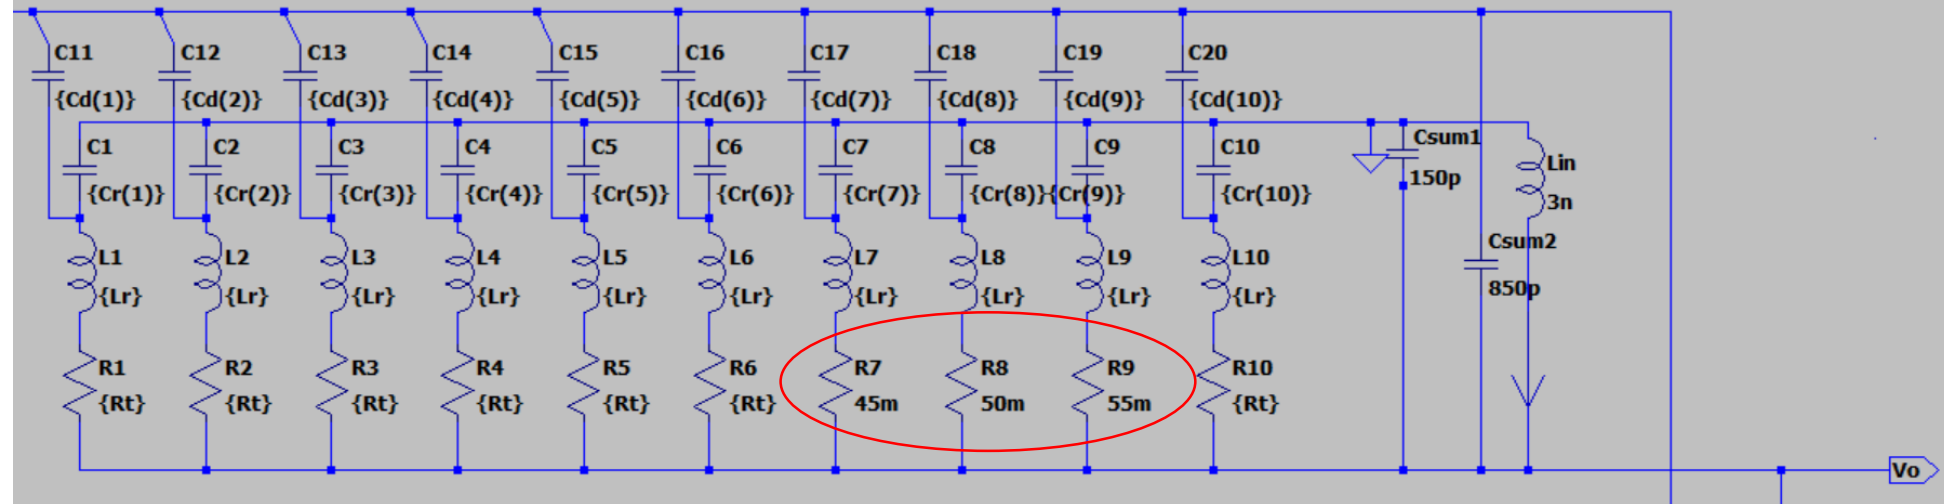 C11 C12 C13 C14 C15 C16 C17 C18 C19 C20
{Cd(1)} {Cd(2)} {Cd(3)} {Cd(4)} {Cd(5)} {Cd(6)} {Cd(7)} {Cd(8)} {Cd(9)} {Cd(10)}
C1 C2 C3 C4 C5 C6 C7 C8 C9 C10 Csum1
{Cr(1)} {Cr(2)} {Cr(3)} {Cr(4)} {Cr(5)} {Cr(6)} {Cr(7)} {Cr(8)} {Cr(9)} {Cr(10)} 150p
Lin
3n
L1 L2 L3 L4 L5 L6 L7 L8 L9 L10 Csum2
{Lr} {Lr} {Lr} {Lr} {Lr} {Lr} {Lr} {Lr} {Lr} {Lr} 850p
R1 R2 R3 R4 R5 R6 R7 R8 R9 R10
{Rt} {Rt} {Rt} {Rt} {Rt} {Rt} 45m 50m 55m {Rt}
Vo